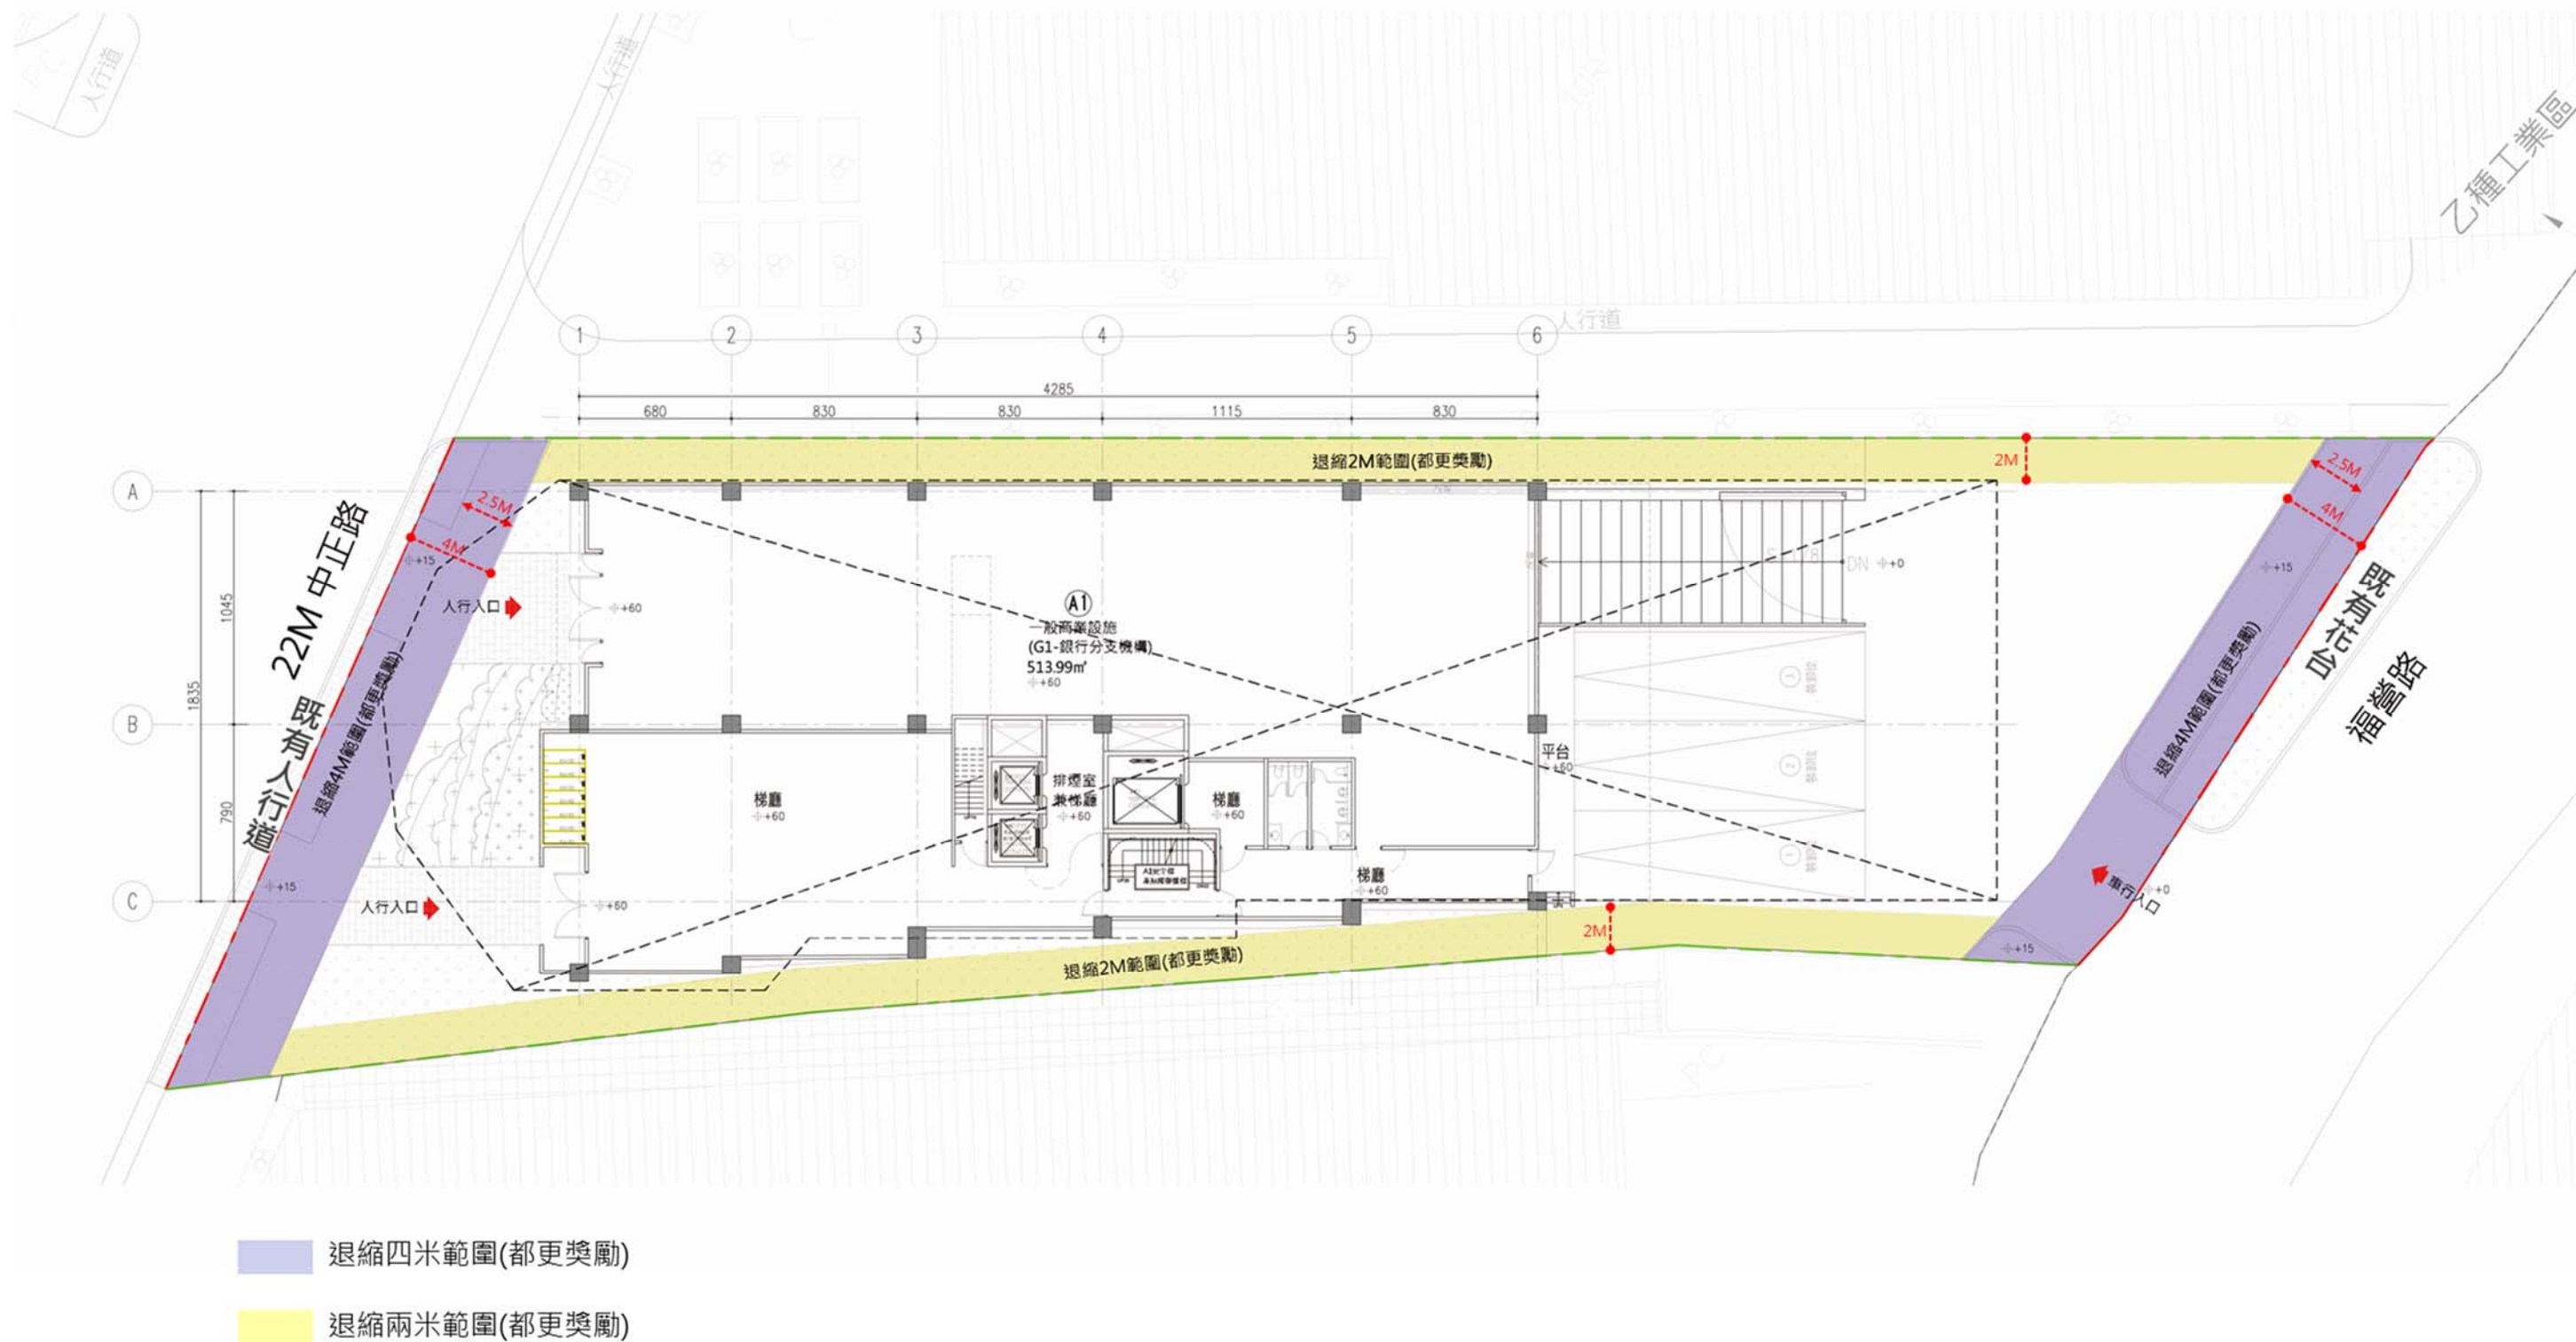 PC
人行道
人行道
乙種工業區
人行道
1
2
3
4
5
6
4285
680
830
830
1115
830
A
B
C
1835
1045
790
退縮2M範圍(都更獎勵)
2M
2.5M
4M
2.5M
4M
22M 中正路
既有人行道
退縮4M範圍(都更獎勵)
+15
人行入口
+60
A1
一般商業設施
(G1-銀行分支機構)
513.99㎡
+60
DN
+0
+15
既有花台
福營路
退縮4M範圍(都更獎勵)
3
2
1
平台
+60
梯廳
+60
排煙室
兼梯廳
+60
梯廳
+60
梯廳
+60
+15
人行入口
+60
車行入口
+0
+15
2M
退縮2M範圍(都更獎勵)
PC
退縮四米範圍(都更獎勵)
退縮兩米範圍(都更獎勵)